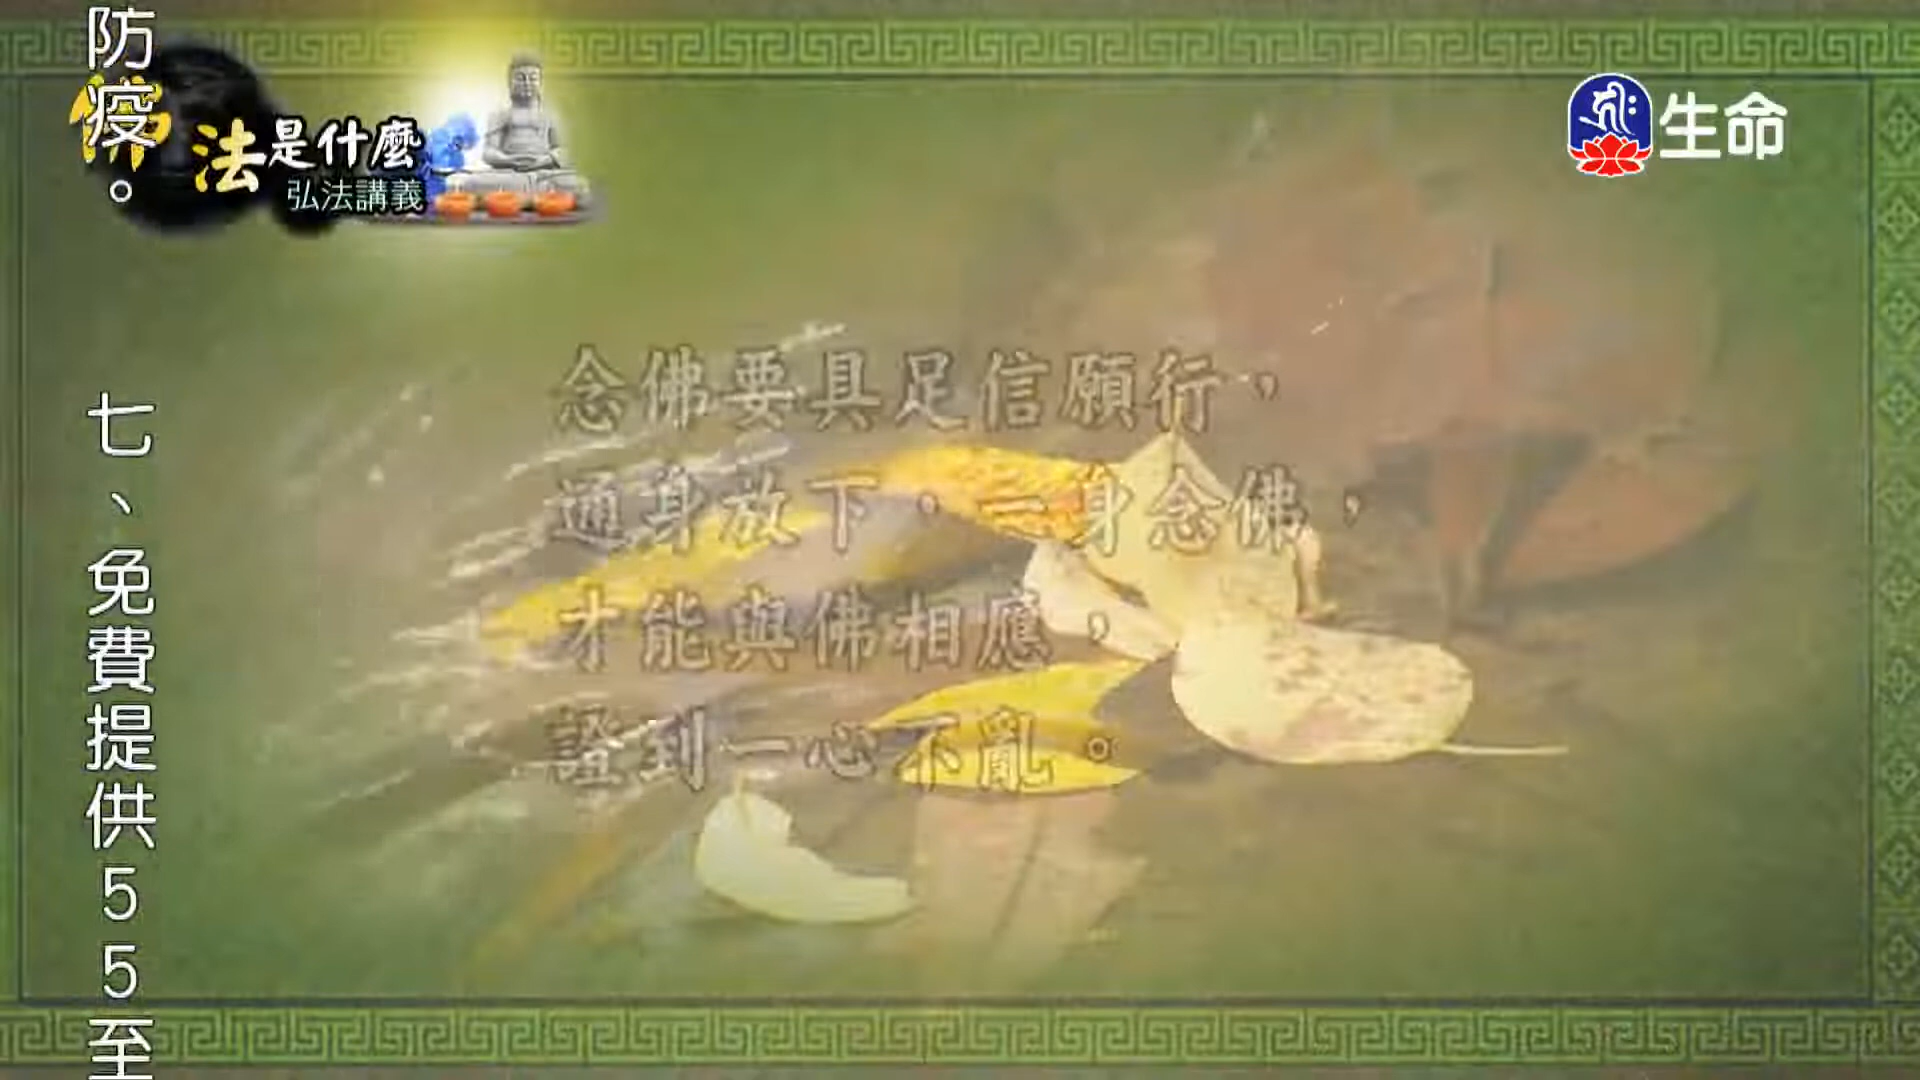 防疫。
七、免費提供55至
佛法是什麼
弘法講義
生命
念佛要具足信願行，
通身放下，一身念佛，
才能與佛相應，
證到一心不亂。